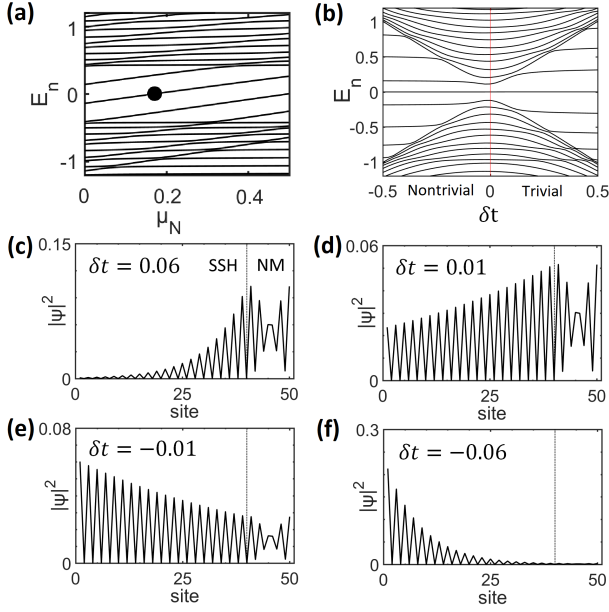 (a)
1
0
-1
E_n
0
0.2
0.4
μ_N
(b)
1
0.5
0
-0.5
-1
E_n
Nontrivial
Trivial
-0.5
0
0.5
δt
(c)
0.15
0
|ψ|²
δt = 0.06
SSH
NM
0
25
50
site
(d)
0.06
0
|ψ|²
δt = 0.01
0
25
50
site
(e)
0.08
0
|ψ|²
δt = −0.01
0
25
50
site
(f)
0.3
0
|ψ|²
δt = −0.06
0
25
50
site